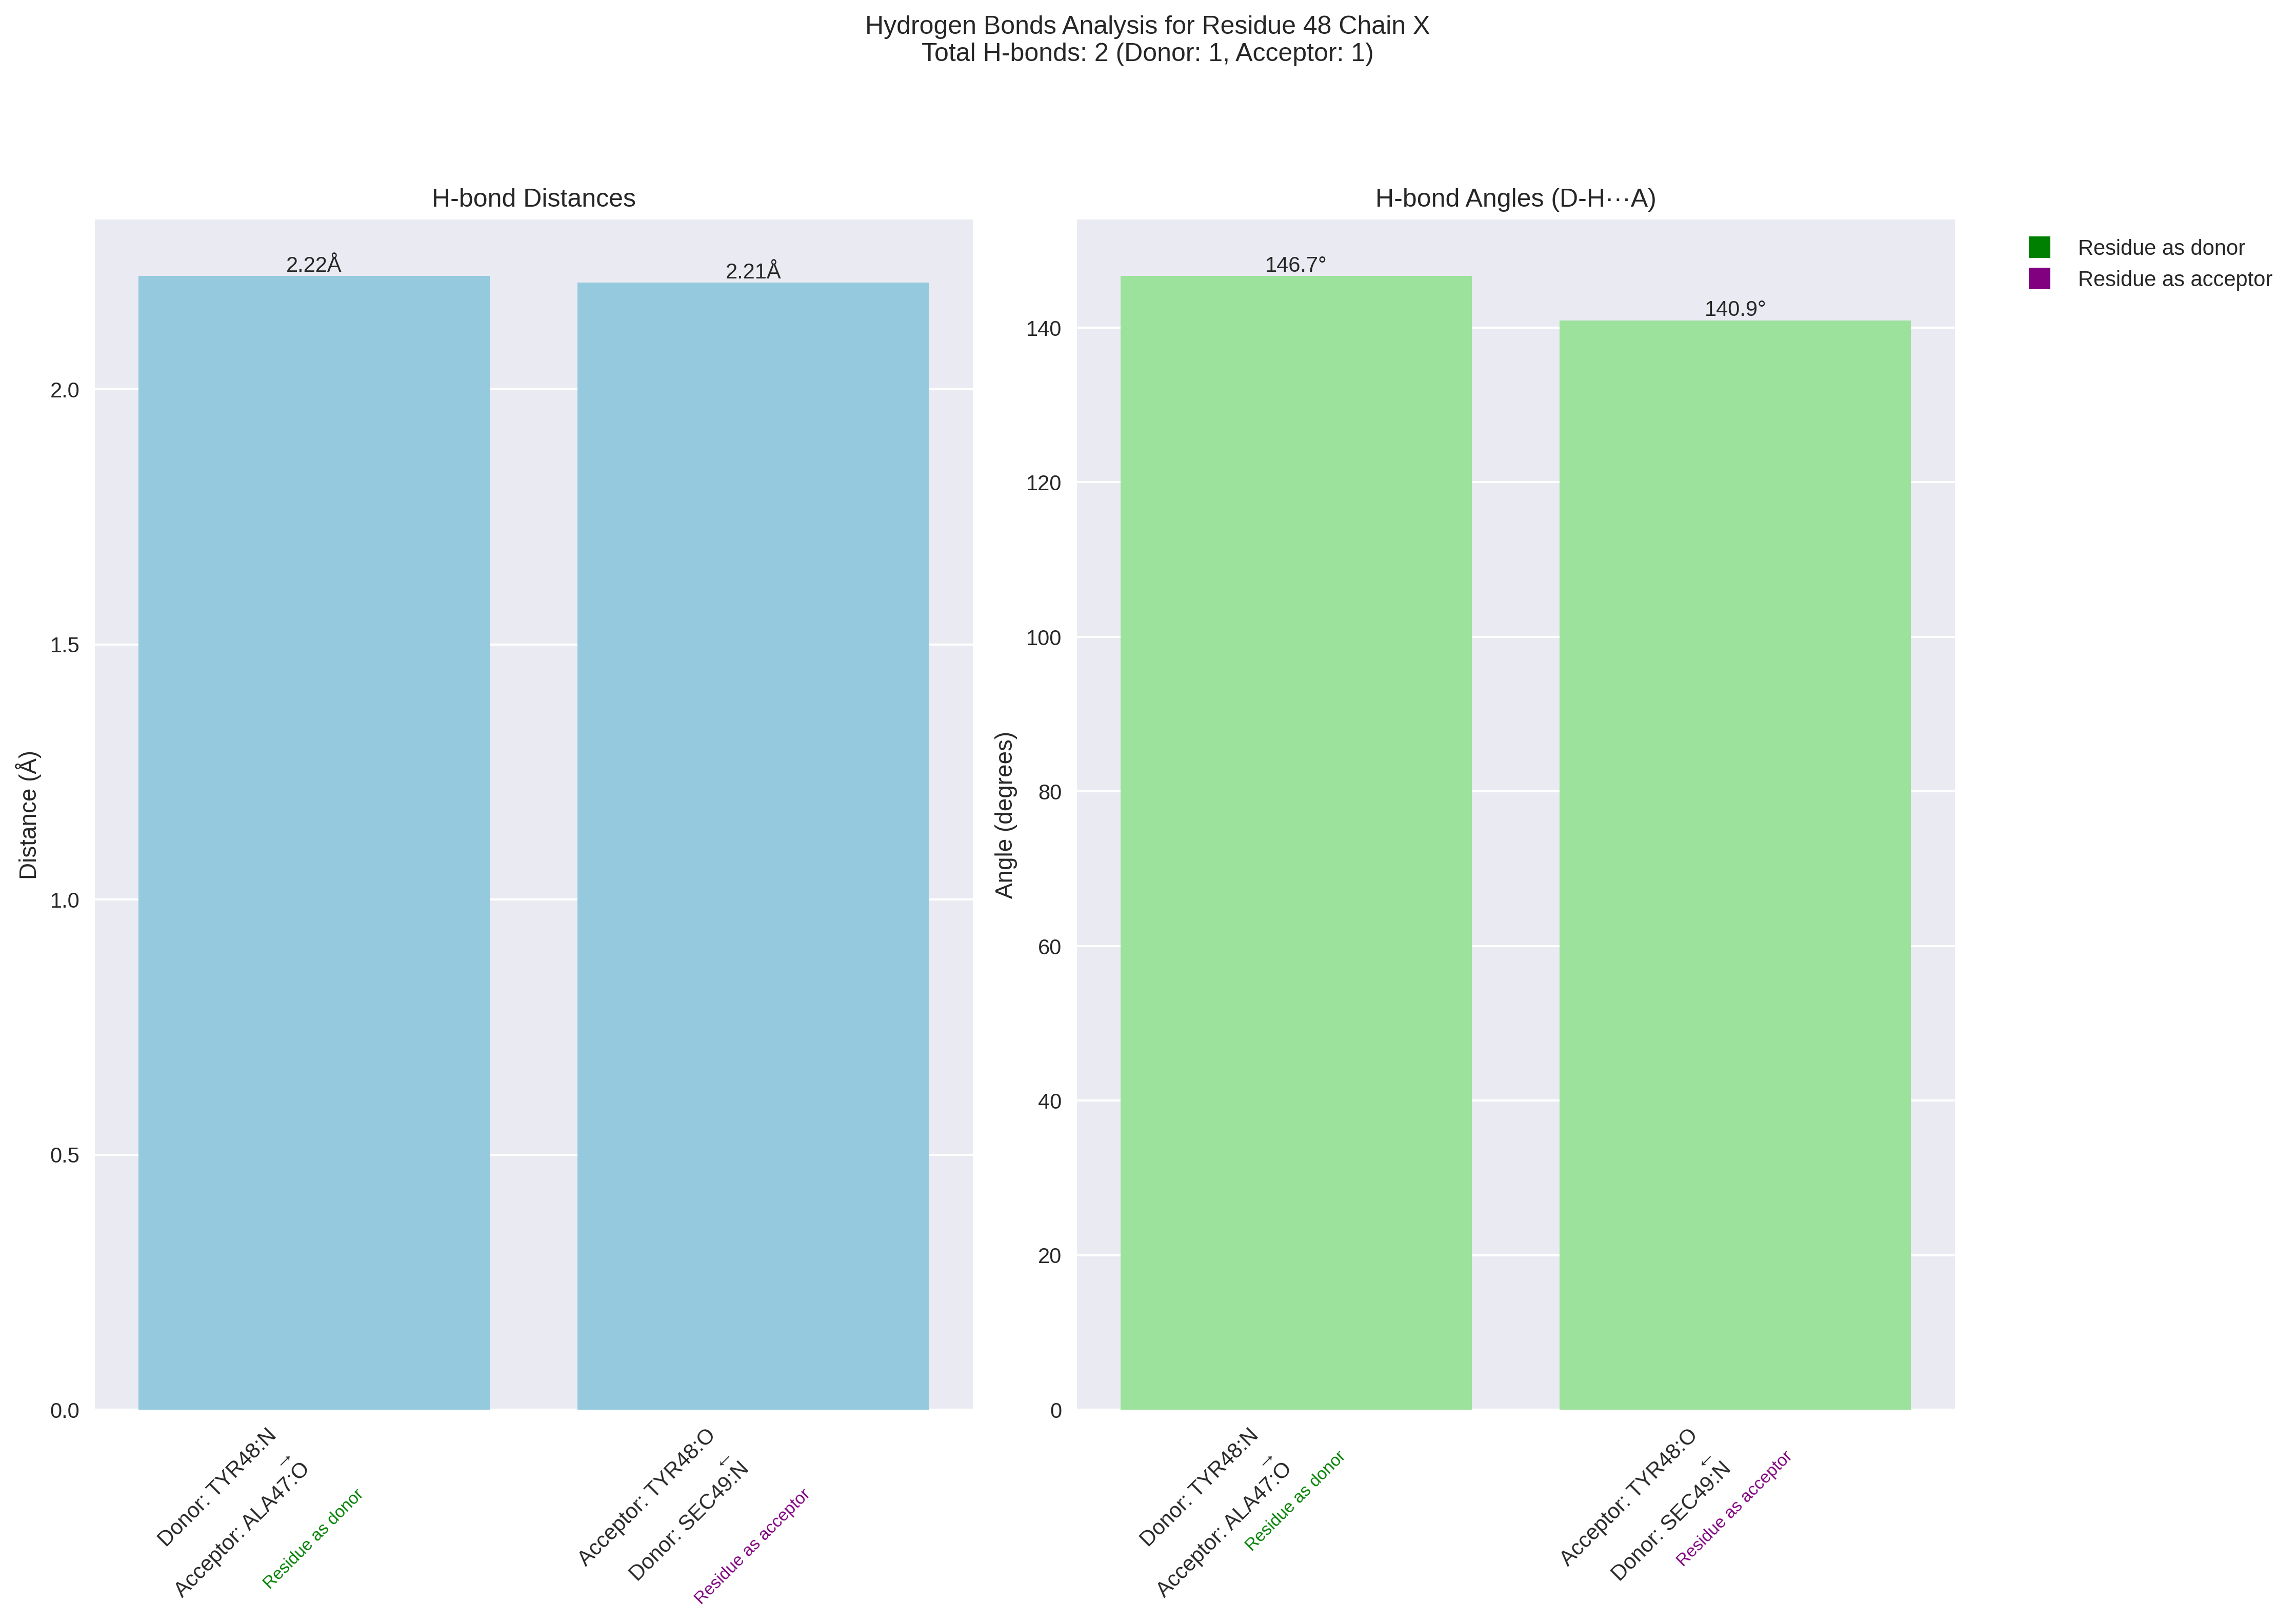 Hydrogen Bonds Analysis for Residue 48 Chain X
Total H-bonds: 2 (Donor: 1, Acceptor: 1)
H-bond Distances
2.22Å
2.21Å
2.0
1.5
1.0
0.5
0.0
Distance (Å)
Donor: TYR48:N
→
Acceptor: ALA47:O
Residue as donor
Acceptor: TYR48:O
←
Donor: SEC49:N
Residue as acceptor
H-bond Angles (D-H···A)
146.7°
140.9°
140
120
100
80
60
40
20
0
Angle (degrees)
Donor: TYR48:N
→
Acceptor: ALA47:O
Residue as donor
Acceptor: TYR48:O
←
Donor: SEC49:N
Residue as acceptor
Residue as donor
Residue as acceptor